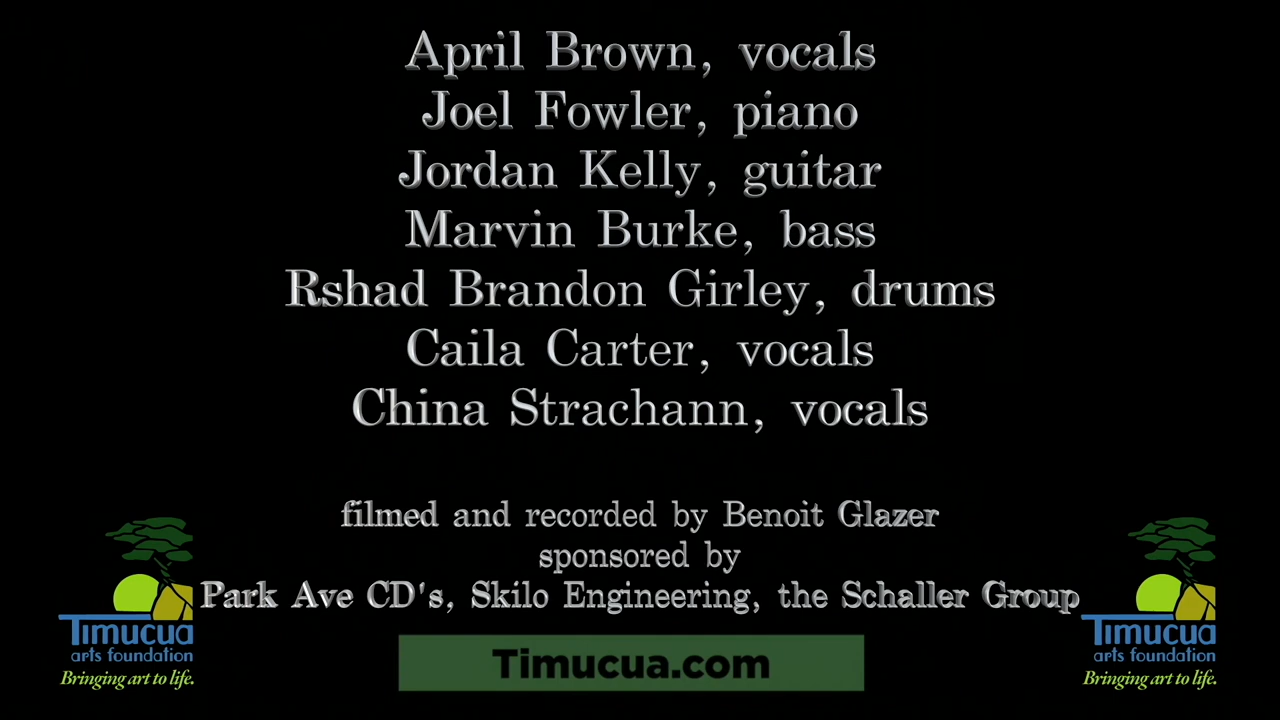 April Brown, vocals
Joel Fowler, piano
Jordan Kelly, guitar
Marvin Burke, bass
Rshad Brandon Girley, drums
Caila Carter, vocals
China Strachann, vocals
filmed and recorded by Benoit Glazer
sponsored by
Park Ave CD's, Skilo Engineering, the Schaller Group
Timucua
arts foundation
Bringing art to life.
Timucua.com
Timucua
arts foundation
Bringing art to life.